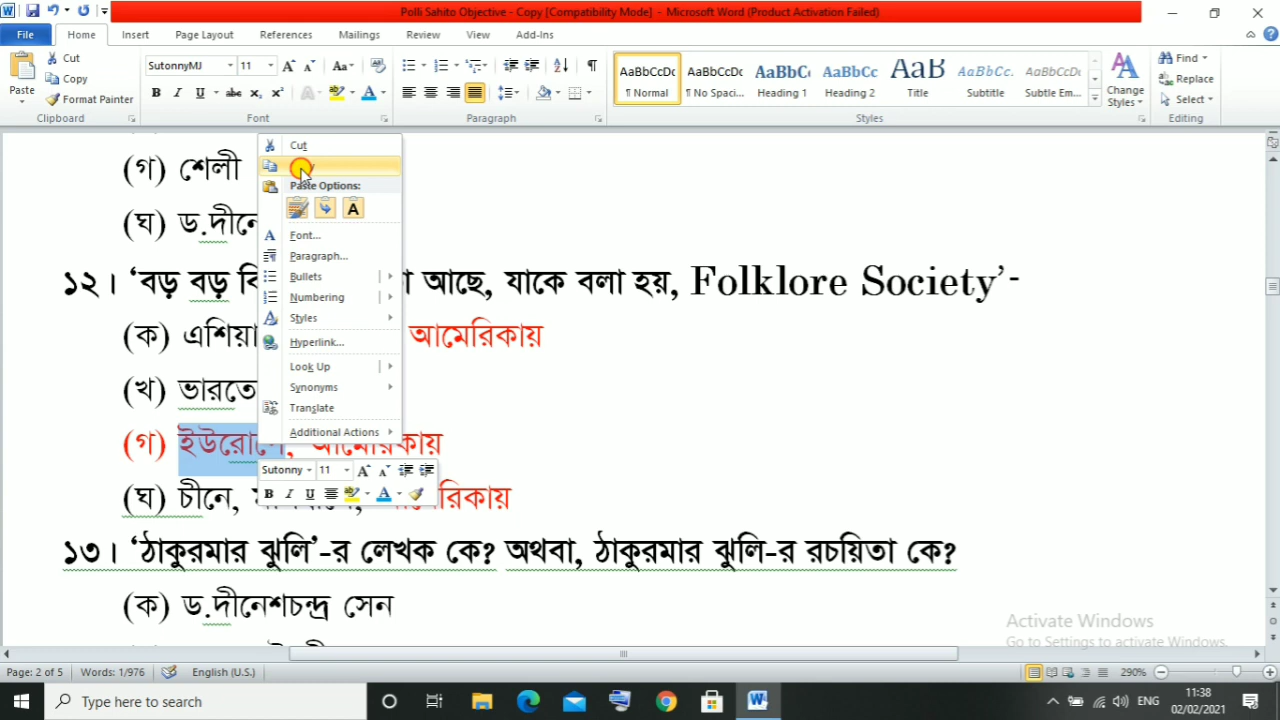 Polli Sahito Objective - Copy [Compatibility Mode] - Microsoft Word (Product Activation Failed)
File Home Insert Page Layout References Mailings Review View Add-Ins
Paste Cut Copy Format Painter Clipboard
SutonnyMJ 11 Font
Paragraph
AaBbCcDc ¶ Normal
AaBbCcDc ¶ No Spaci...
AaBbC Heading 1
AaBbCc Heading 2
AaB Title
AaBbCc. Subtitle
AaBbCcDc Subtle Em...
Change Styles
Styles
Find
Replace
Select
Editing
(গ) শেলী
(ঘ) ড.দীনে
১২। ‘বড় বড় আছে, যাকে বলা হয়, Folklore Society’-
(ক) এশিয়া আমেরিকায়
(খ) ভারতে
(গ) ইউরোপে, আমেরিকায়
(ঘ) চীনে,
১৩। ‘ঠাকুরমার ঝুলি’-র লেখক কে? অথবা, ঠাকুরমার ঝুলি-র রচয়িতা কে?
(ক) ড.দীনেশচন্দ্র সেন
Cut
Paste Options:
Font...
Paragraph...
Bullets
Numbering
Styles
Hyperlink...
Look Up
Synonyms
Translate
Additional Actions
Sutonny 11
Activate Windows
Go to Settings to activate Windows.
Page: 2 of 5 Words: 1/976 English (U.S.) 290%
Type here to search
ENG 11:38
02/02/2021